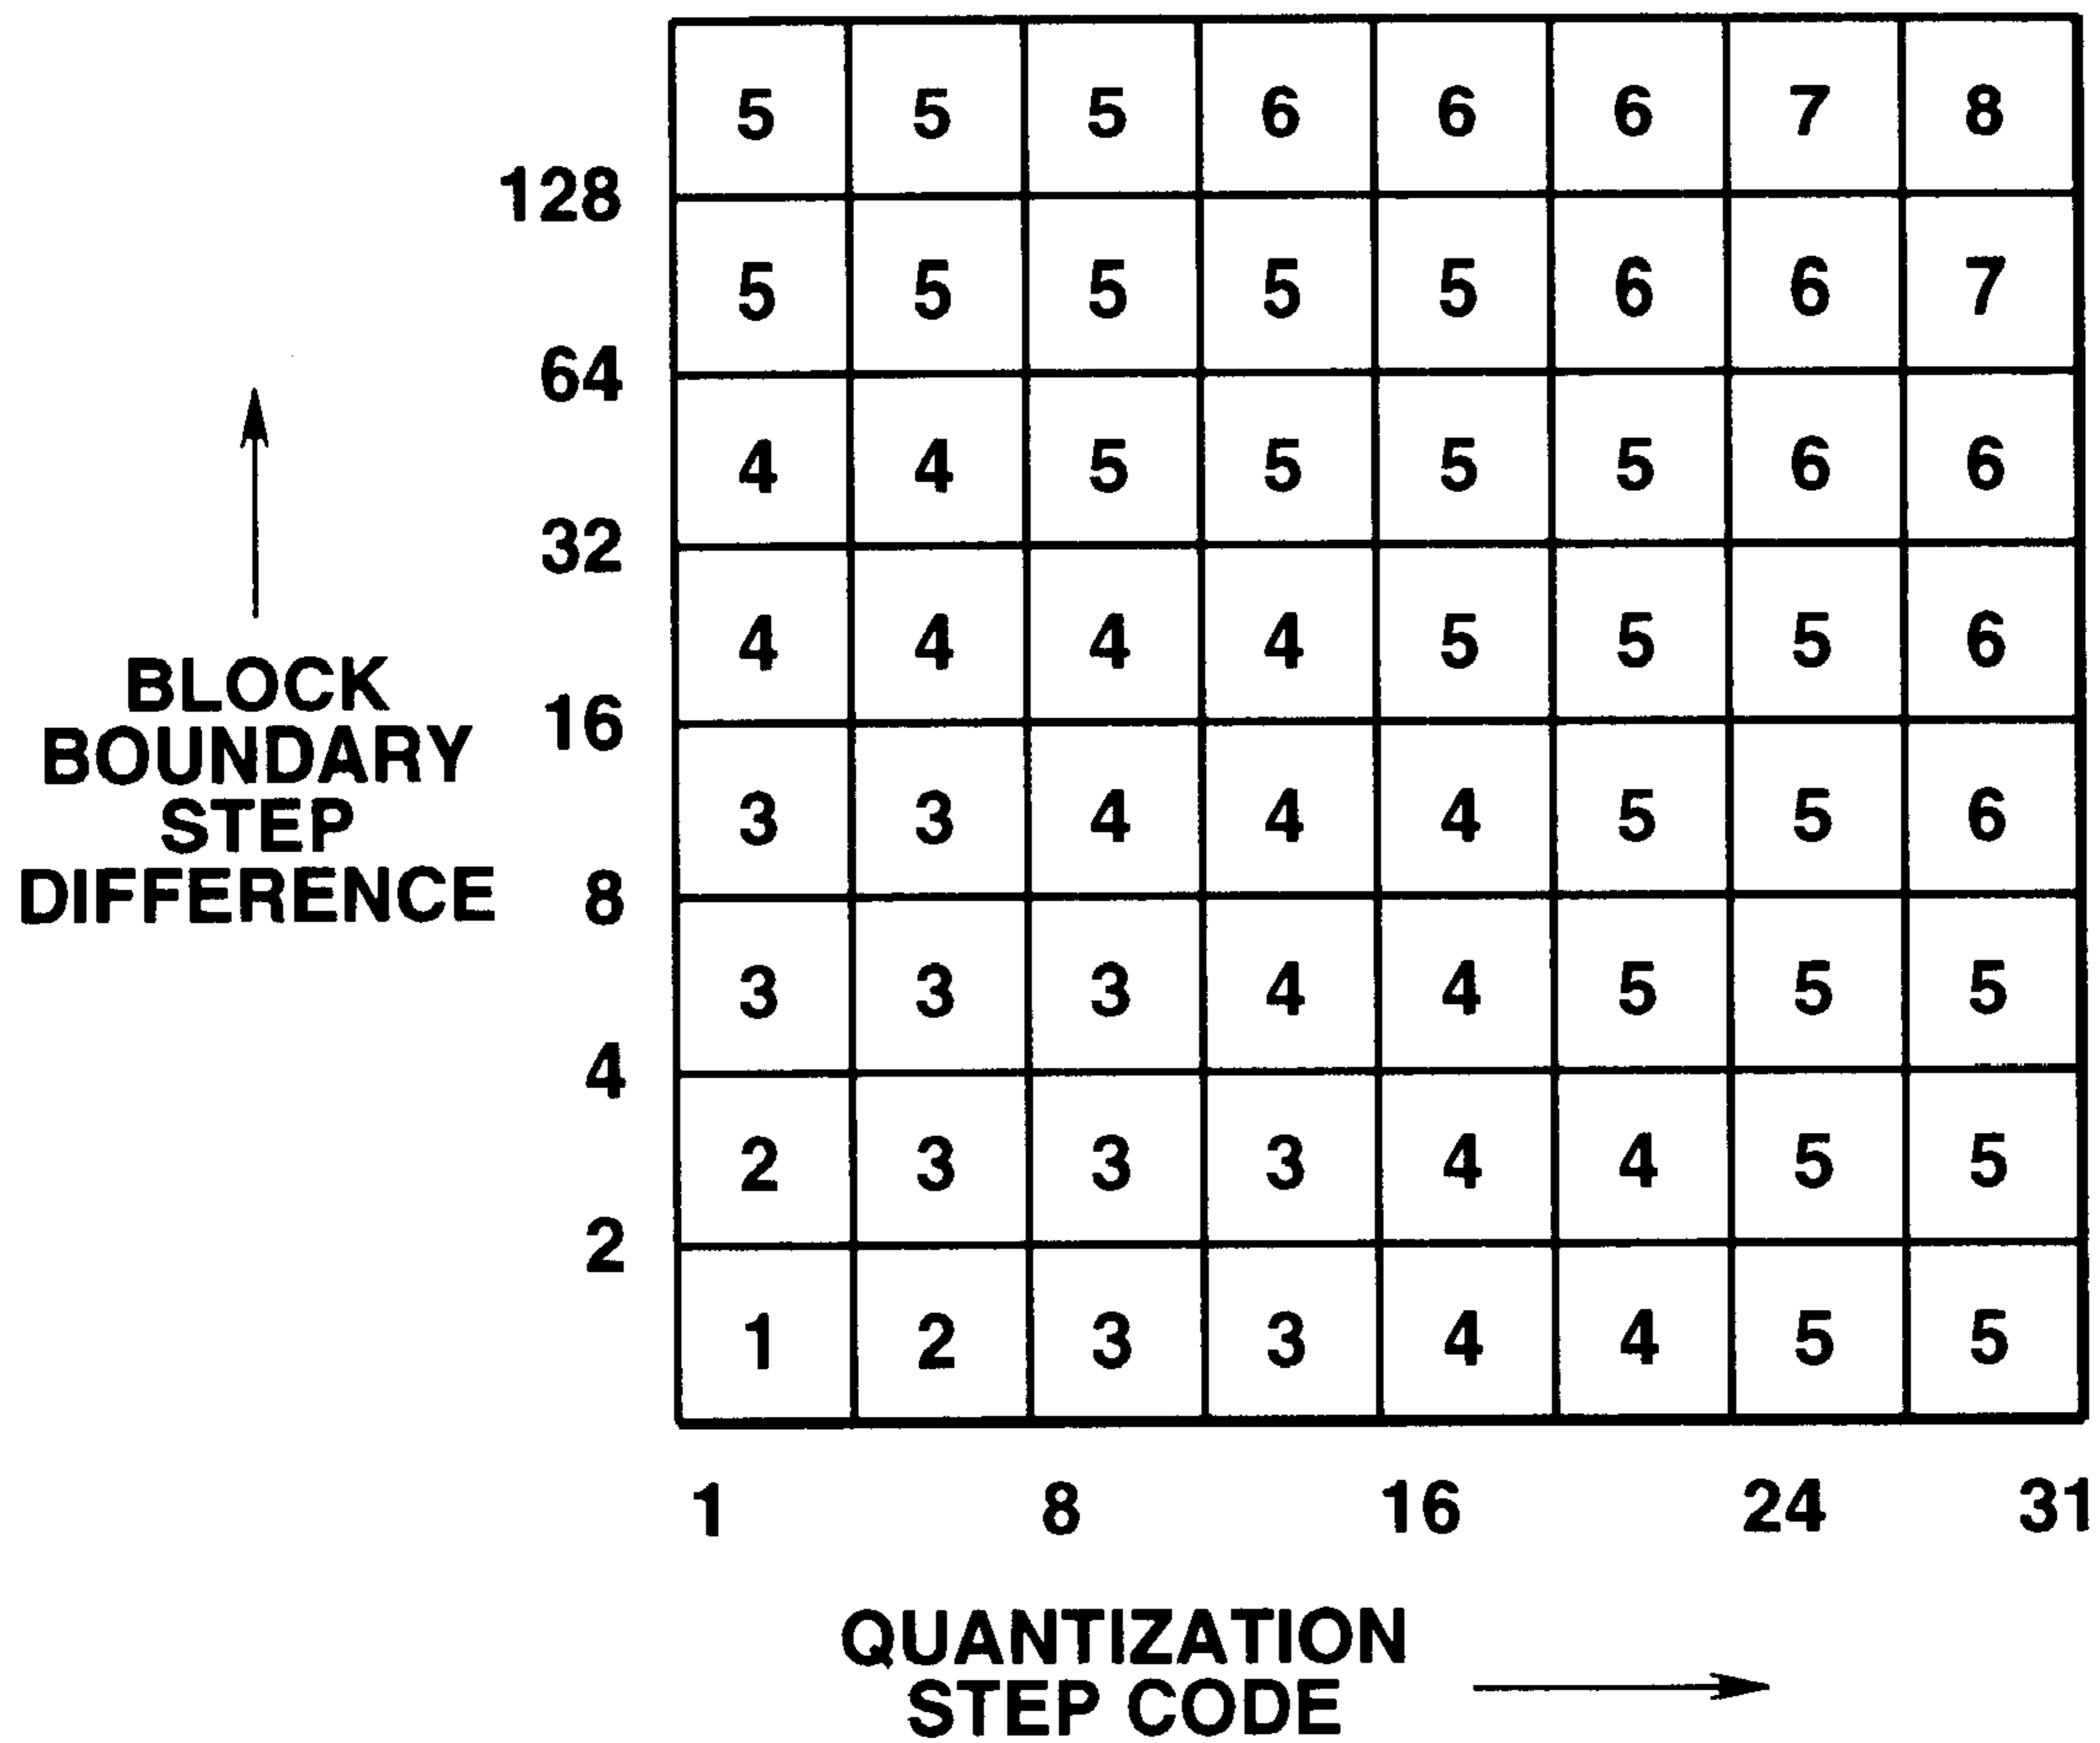 5 5 5 6 6 6 7 8
128
5 5 5 5 5 6 6 7
64
4 4 5 5 5 5 6 6
32
4 4 4 4 5 5 5 6
16
3 3 4 4 4 5 5 6
8
3 3 3 4 4 5 5 5
4
2 3 3 3 4 4 5 5
2
1 2 3 3 4 4 5 5
BLOCK
BOUNDARY
STEP
DIFFERENCE
1 8 16 24 31
QUANTIZATION
STEP CODE